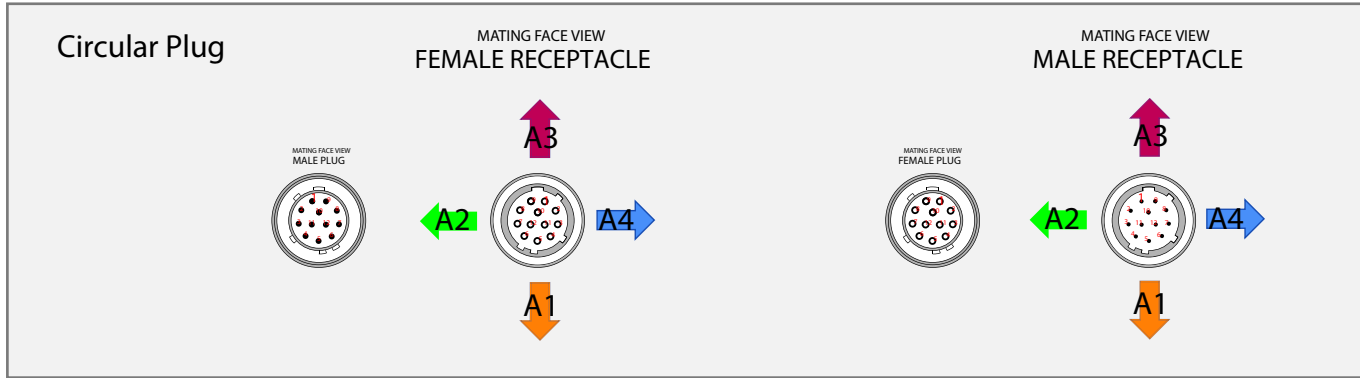 Circular Plug
MATING FACE VIEW
FEMALE RECEPTACLE
MATING FACE VIEW
MALE RECEPTACLE
A3
A3
MATING FACE VIEW
MALE PLUG
MATING FACE VIEW
FEMALE PLUG
A2
A4
A2
A4
A1
A1